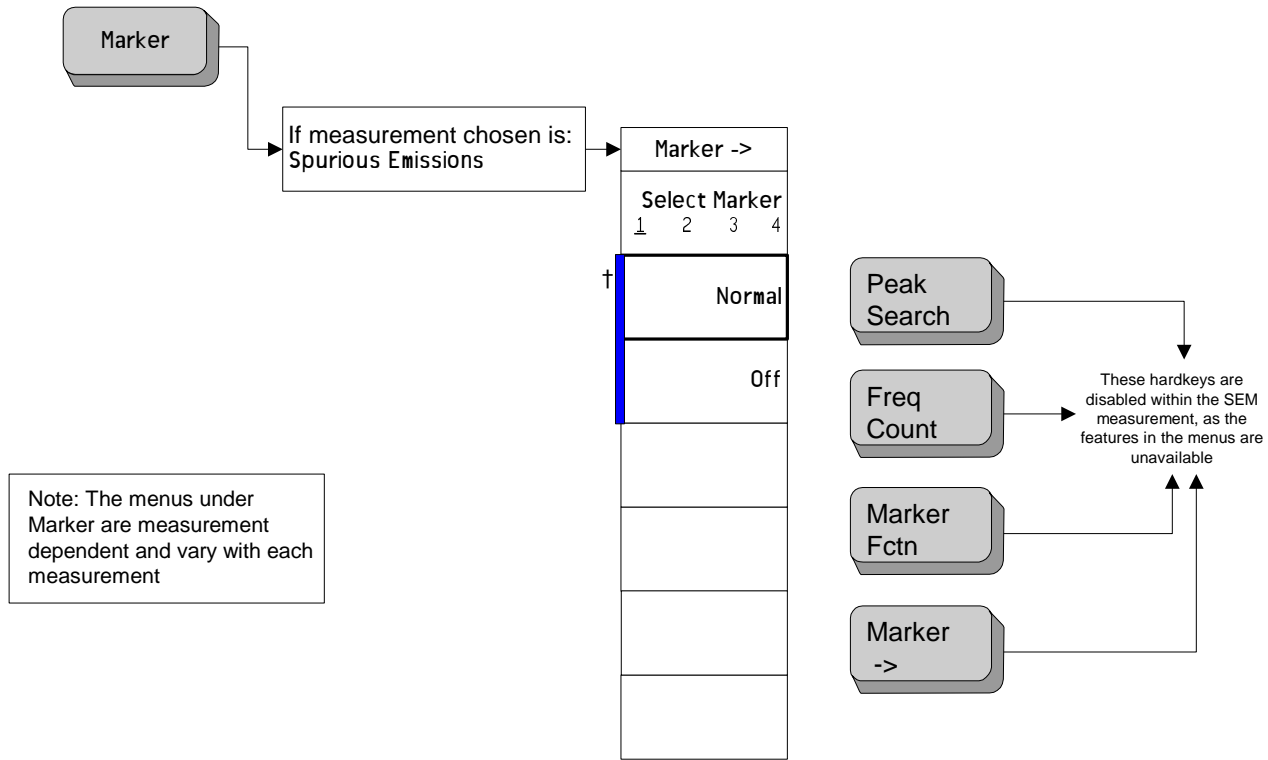 Marker
If measurement chosen is:
Spurious Emissions
Marker ->
Select Marker
1 2 3 4
†
Normal
Off
Peak
Search
Freq
Count
Marker
Fctn
Marker
->
These hardkeys are
disabled within the SEM
measurement, as the
features in the menus are
unavailable
Note: The menus under
Marker are measurement
dependent and vary with each
measurement